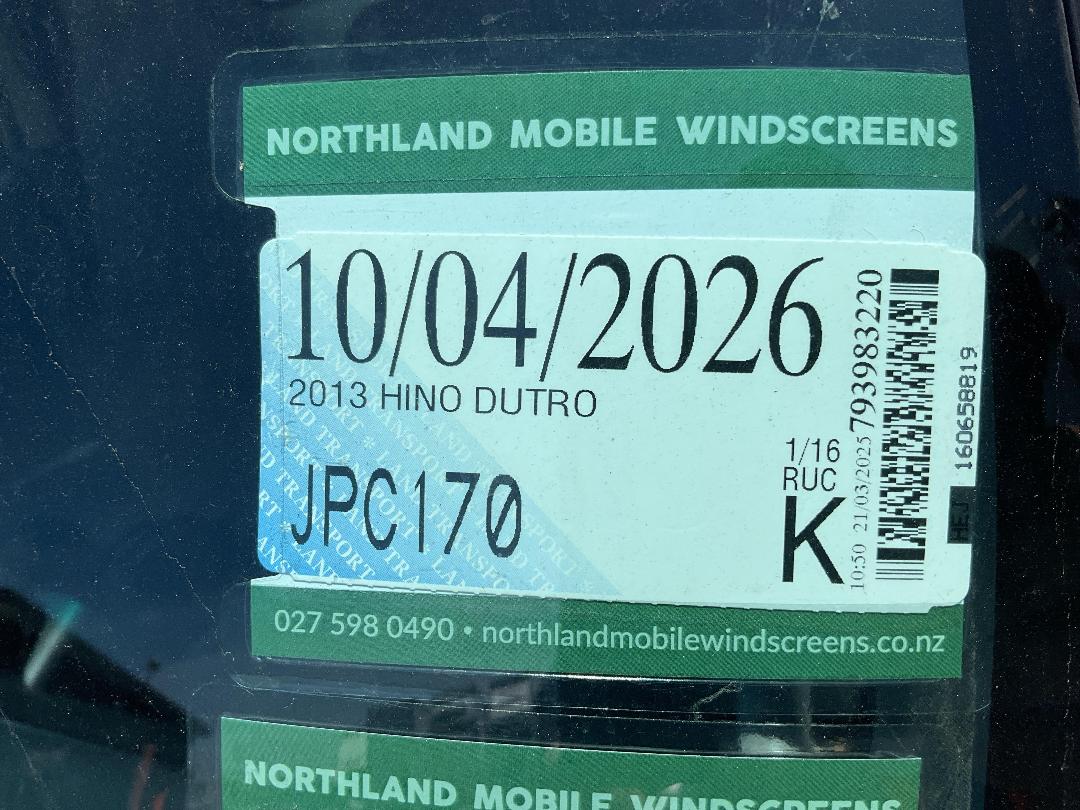 NORTHLAND MOBILE WINDSCREENS
10/04/2026
2013 HINO DUTRO
JPC170
1/16
RUC
K
10:50 21/03/2025 793983220
HEJ 160658819
027 598 0490 • northlandmobilewindscreens.co.nz
NORTHLAND MOBILE WINDSCREENS